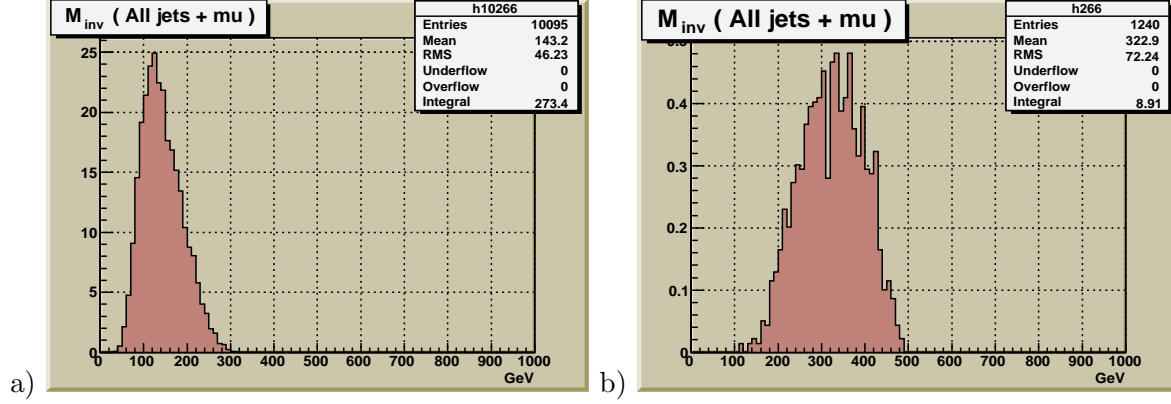 M inv ( All jets + mu )
h10266
Entries 10095
Mean 143.2
RMS 46.23
Underflow 0
Overflow 0
Integral 273.4
25
20
15
10
5
0
0 100 200 300 400 500 600 700 800 900 1000
GeV
a)
M inv ( All jets + mu )
h266
Entries 1240
Mean 322.9
RMS 72.24
Underflow 0
Overflow 0
Integral 8.91
0.5
0.4
0.3
0.2
0.1
0
0 100 200 300 400 500 600 700 800 900 1000
GeV
b)